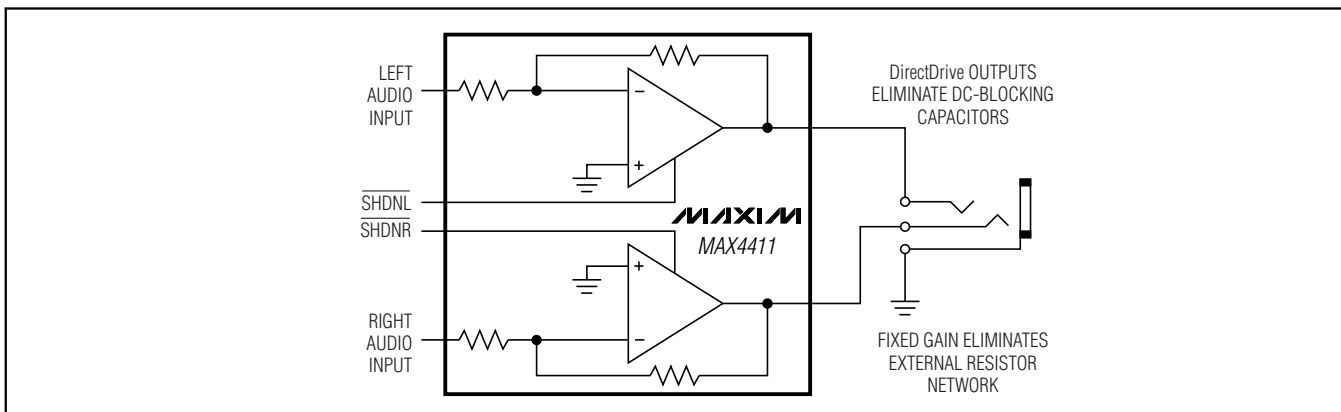 LEFT
AUDIO
INPUT
SHDNL
SHDNR
RIGHT
AUDIO
INPUT
−
+
MAXIM
MAX4411
+
−
DirectDrive OUTPUTS
ELIMINATE DC-BLOCKING
CAPACITORS
FIXED GAIN ELIMINATES
EXTERNAL RESISTOR
NETWORK